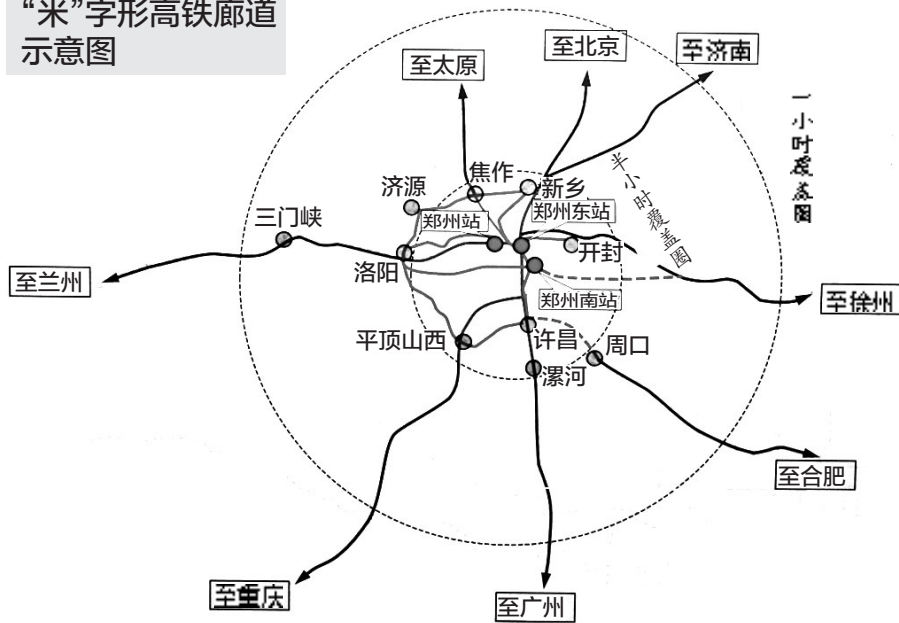 “米”字形高铁廊道
示意图
至太原
至北京
至济南
一小时覆盖图
半小时覆盖圈
焦作
新乡
济源
郑州站
郑州东站
三门峡
开封
洛阳
至兰州
郑州南站
至徐州
平顶山西
许昌
周口
漯河
至合肥
至重庆
至广州